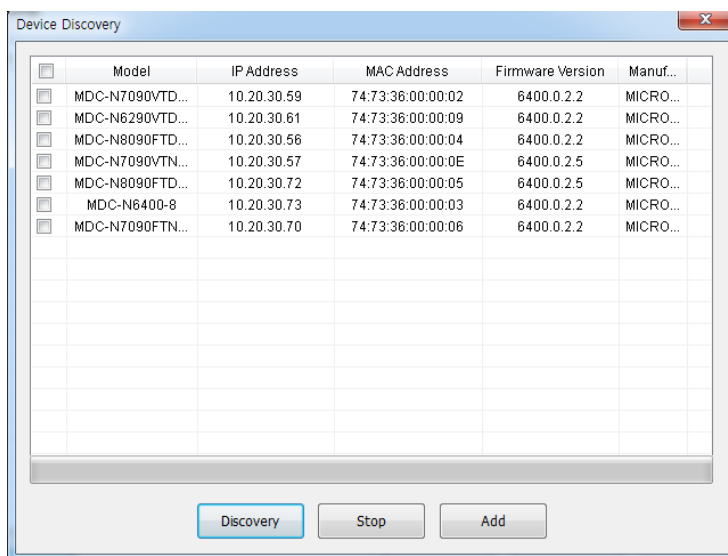 Device Discovery
Model IP Address MAC Address Firmware Version Manuf...
MDC-N7090VTD... 10.20.30.59 74:73:36:00:00:02 6400.0.2.2 MICRO...
MDC-N6290VTD... 10.20.30.61 74:73:36:00:00:09 6400.0.2.2 MICRO...
MDC-N8090FTD... 10.20.30.56 74:73:36:00:00:04 6400.0.2.2 MICRO...
MDC-N7090VTN... 10.20.30.57 74:73:36:00:00:0E 6400.0.2.5 MICRO...
MDC-N8090FTD... 10.20.30.72 74:73:36:00:00:05 6400.0.2.5 MICRO...
MDC-N6400-8 10.20.30.73 74:73:36:00:00:03 6400.0.2.2 MICRO...
MDC-N7090FTN... 10.20.30.70 74:73:36:00:00:06 6400.0.2.2 MICRO...
Discovery Stop Add